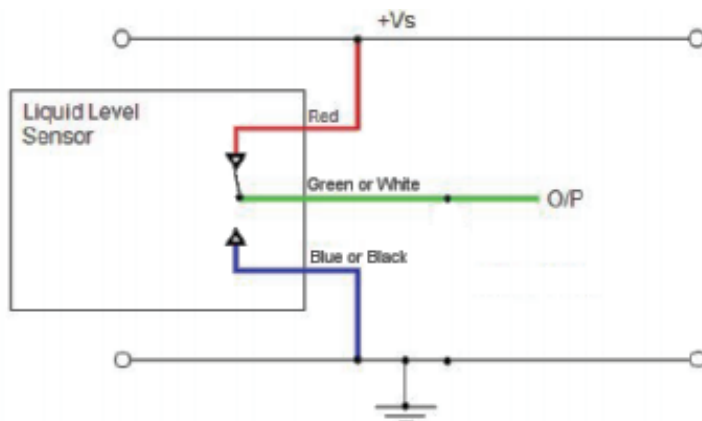 +Vs
Liquid Level
Sensor
Red
Green or White
O/P
Blue or Black